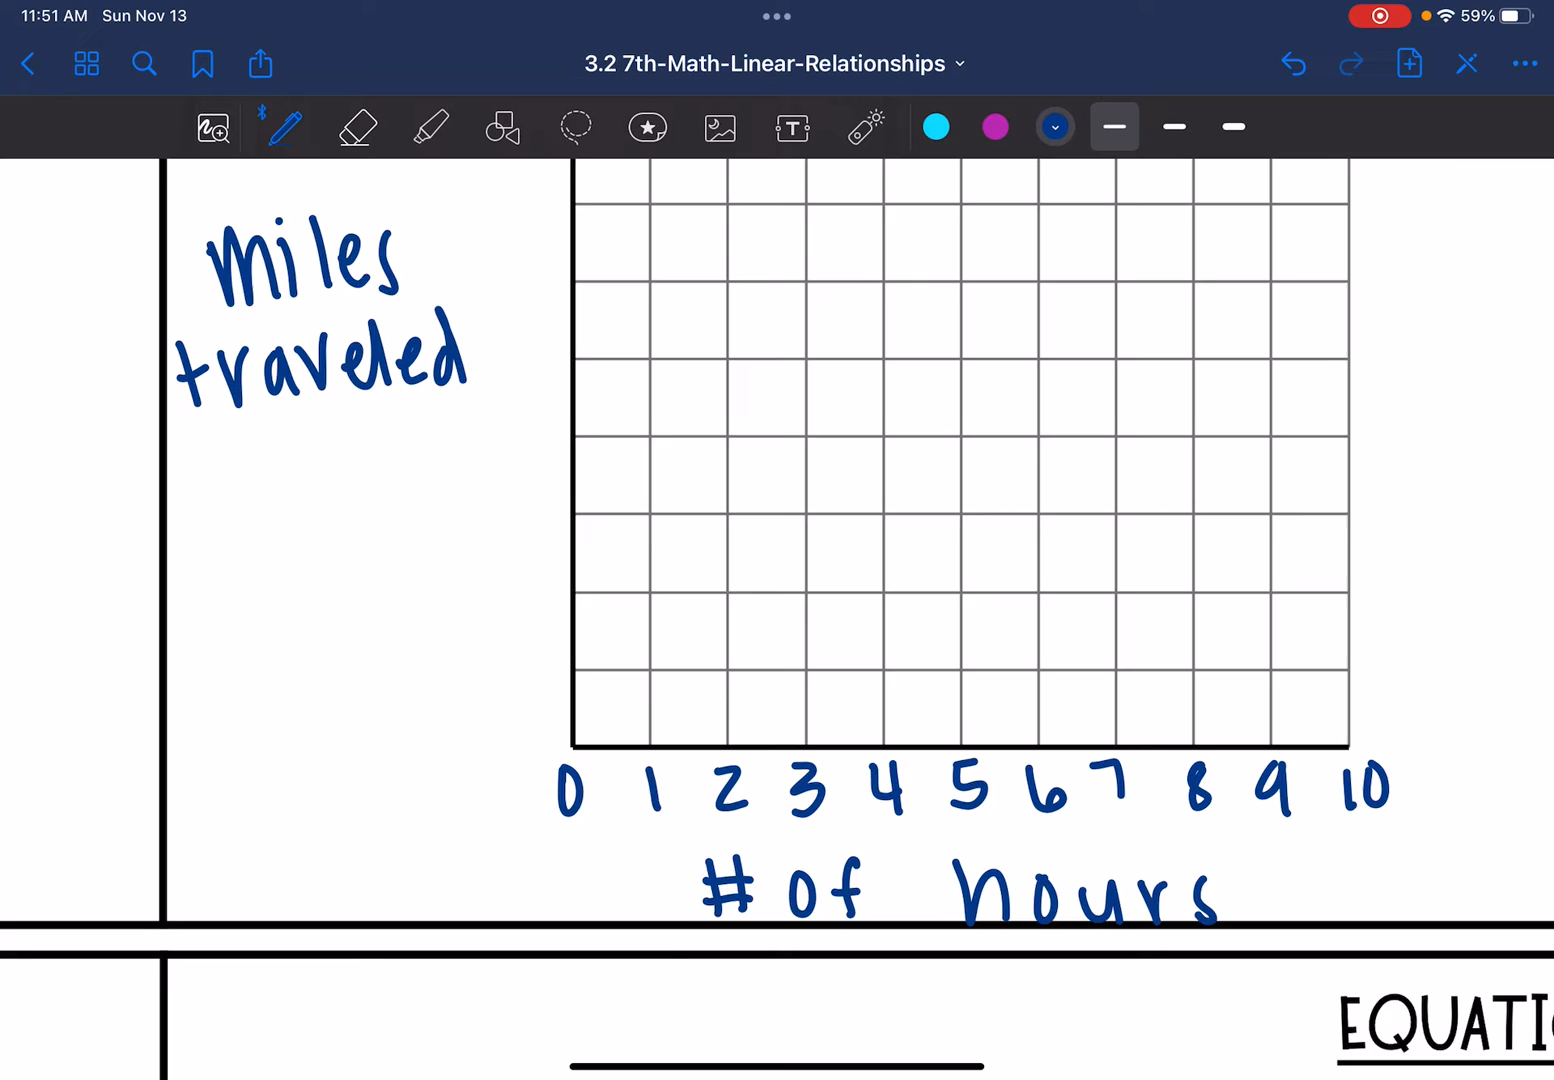 11:51 AM Sun Nov 13
59%
3.2 7th-Math-Linear-Relationships
T
miles
traveled
0 1 2 3 4 5 6 7 8 9 10
# of hours